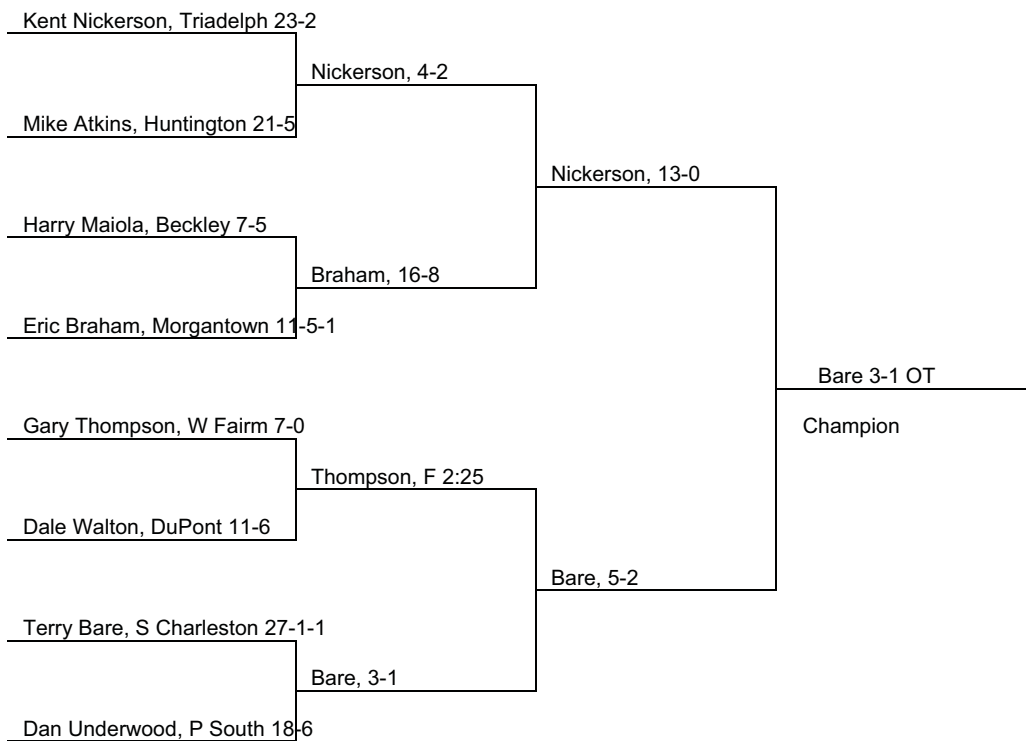 Kent Nickerson, Triadelph 23-2
Nickerson, 4-2
Mike Atkins, Huntington 21-5
Nickerson, 13-0
Harry Maiola, Beckley 7-5
Braham, 16-8
Eric Braham, Morgantown 11-5-1
Bare 3-1 OT
Gary Thompson, W Fairm 7-0
Champion
Thompson, F 2:25
Dale Walton, DuPont 11-6
Bare, 5-2
Terry Bare, S Charleston 27-1-1
Bare, 3-1
Dan Underwood, P South 18-6